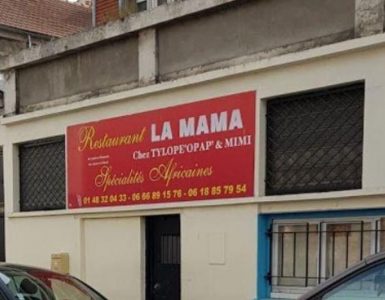 Restaurant LA MAMA
Chez TYLOPE"OPAP' & MIMI
Spécialités Africaines
01 48 32 04 33 - 06 66 89 15 76 - 06 18 85 79 54